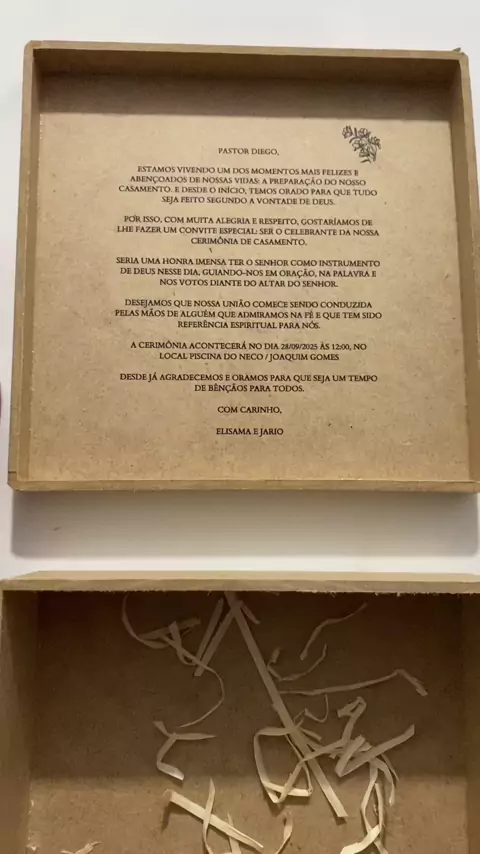 PASTOR DIEGO,
ESTAMOS VIVENDO UM DOS MOMENTOS MAIS FELIZES E
ABENÇOADOS DE NOSSAS VIDAS: A PREPARAÇÃO DO NOSSO
CASAMENTO. E DESDE O INÍCIO, TEMOS ORADO PARA QUE TUDO
SEJA FEITO SEGUNDO A VONTADE DE DEUS.
POR ISSO, COM MUITA ALEGRIA E RESPEITO, GOSTARÍAMOS DE
LHE FAZER UM CONVITE ESPECIAL: SER O CELEBRANTE DA NOSSA
CERIMÔNIA DE CASAMENTO.
SERIA UMA HONRA IMENSA TER O SENHOR COMO INSTRUMENTO
DE DEUS NESSE DIA, GUIANDO-NOS EM ORAÇÃO, NA PALAVRA E
NOS VOTOS DIANTE DO ALTAR DO SENHOR.
DESEJAMOS QUE NOSSA UNIÃO COMECE SENDO CONDUZIDA
PELAS MÃOS DE ALGUÉM QUE ADMIRAMOS NA FÉ E QUE TEM SIDO
REFERÊNCIA ESPIRITUAL PARA NÓS.
A CERIMÔNIA ACONTECERÁ NO DIA 28/09/2025 ÀS 12:00, NO
LOCAL PISCINA DO NECO / JOAQUIM GOMES
DESDE JÁ AGRADECEMOS E ORAMOS PARA QUE SEJA UM TEMPO
DE BÊNÇÃOS PARA TODOS.
COM CARINHO,
ELISAMA E JARIO